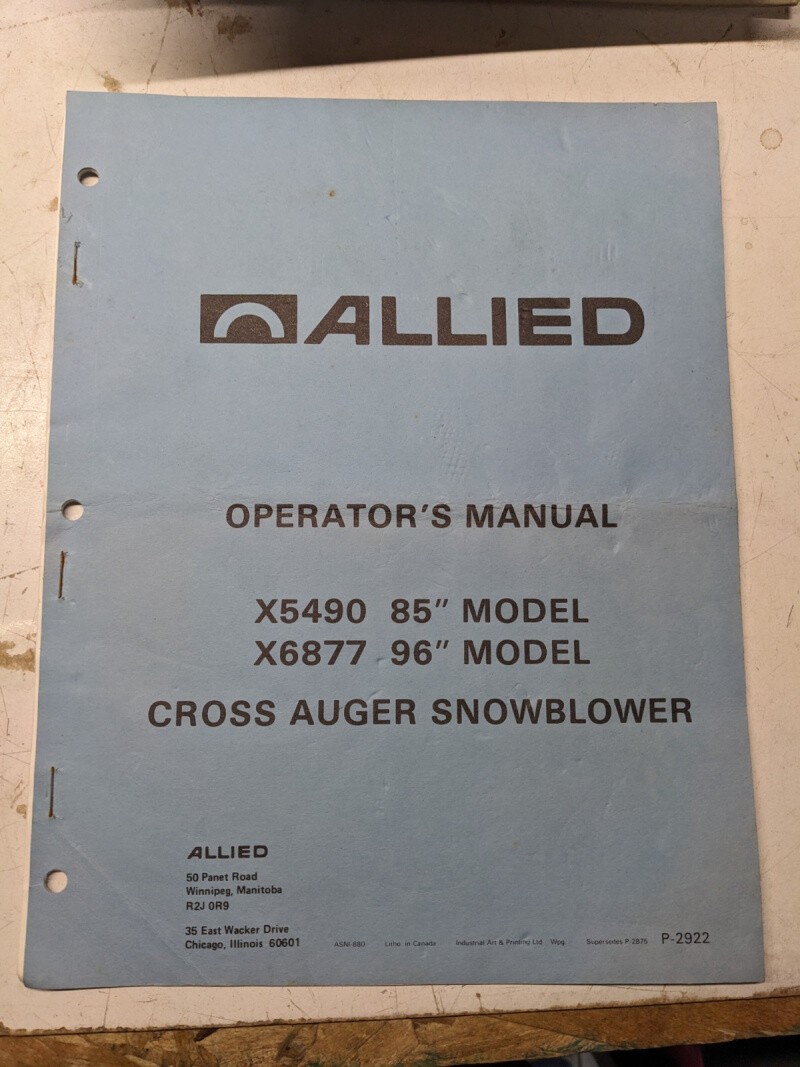 ALLIED
OPERATOR'S MANUAL
X5490 85" MODEL
X6877 96" MODEL
CROSS AUGER SNOWBLOWER
ALLIED
50 Panet Road
Winnipeg, Manitoba
R2J 0R9
35 East Wacker Drive
Chicago, Illinois 60601
ASNI-880 Litho. in Canada Industrial Art & Printing Ltd. Wpg. Supersedes P-2875 P-2922